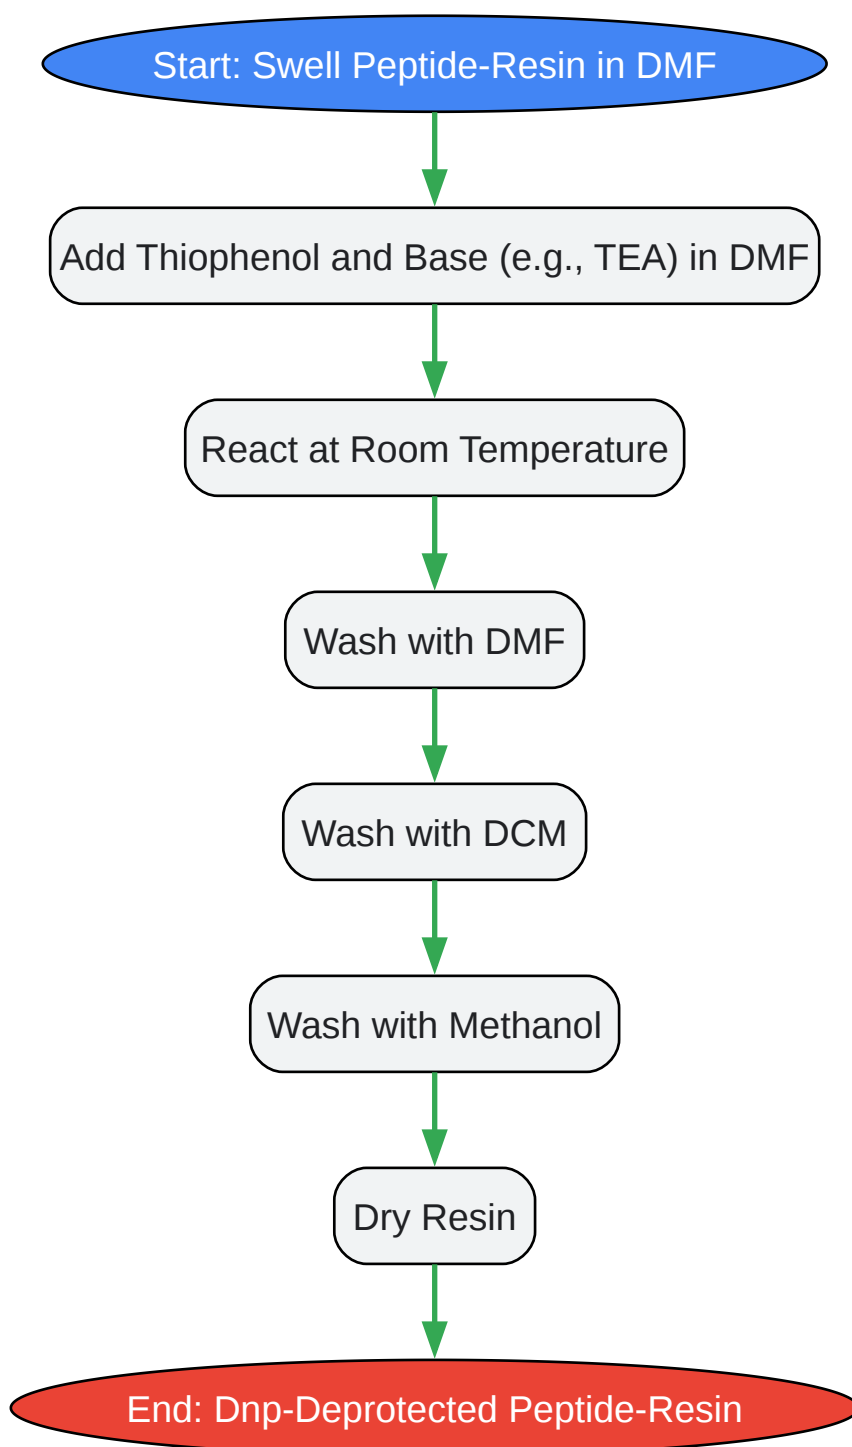 Start: Swell Peptide-Resin in DMF
Add Thiophenol and Base (e.g., TEA) in DMF
React at Room Temperature
Wash with DMF
Wash with DCM
Wash with Methanol
Dry Resin
End: Dnp-Deprotected Peptide-Resin